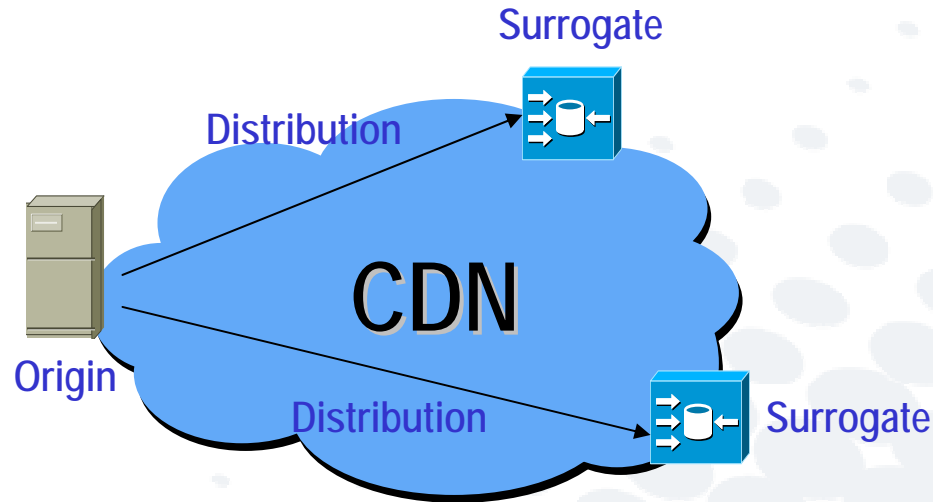 Surrogate
Distribution
CDN
Origin
Distribution
Surrogate